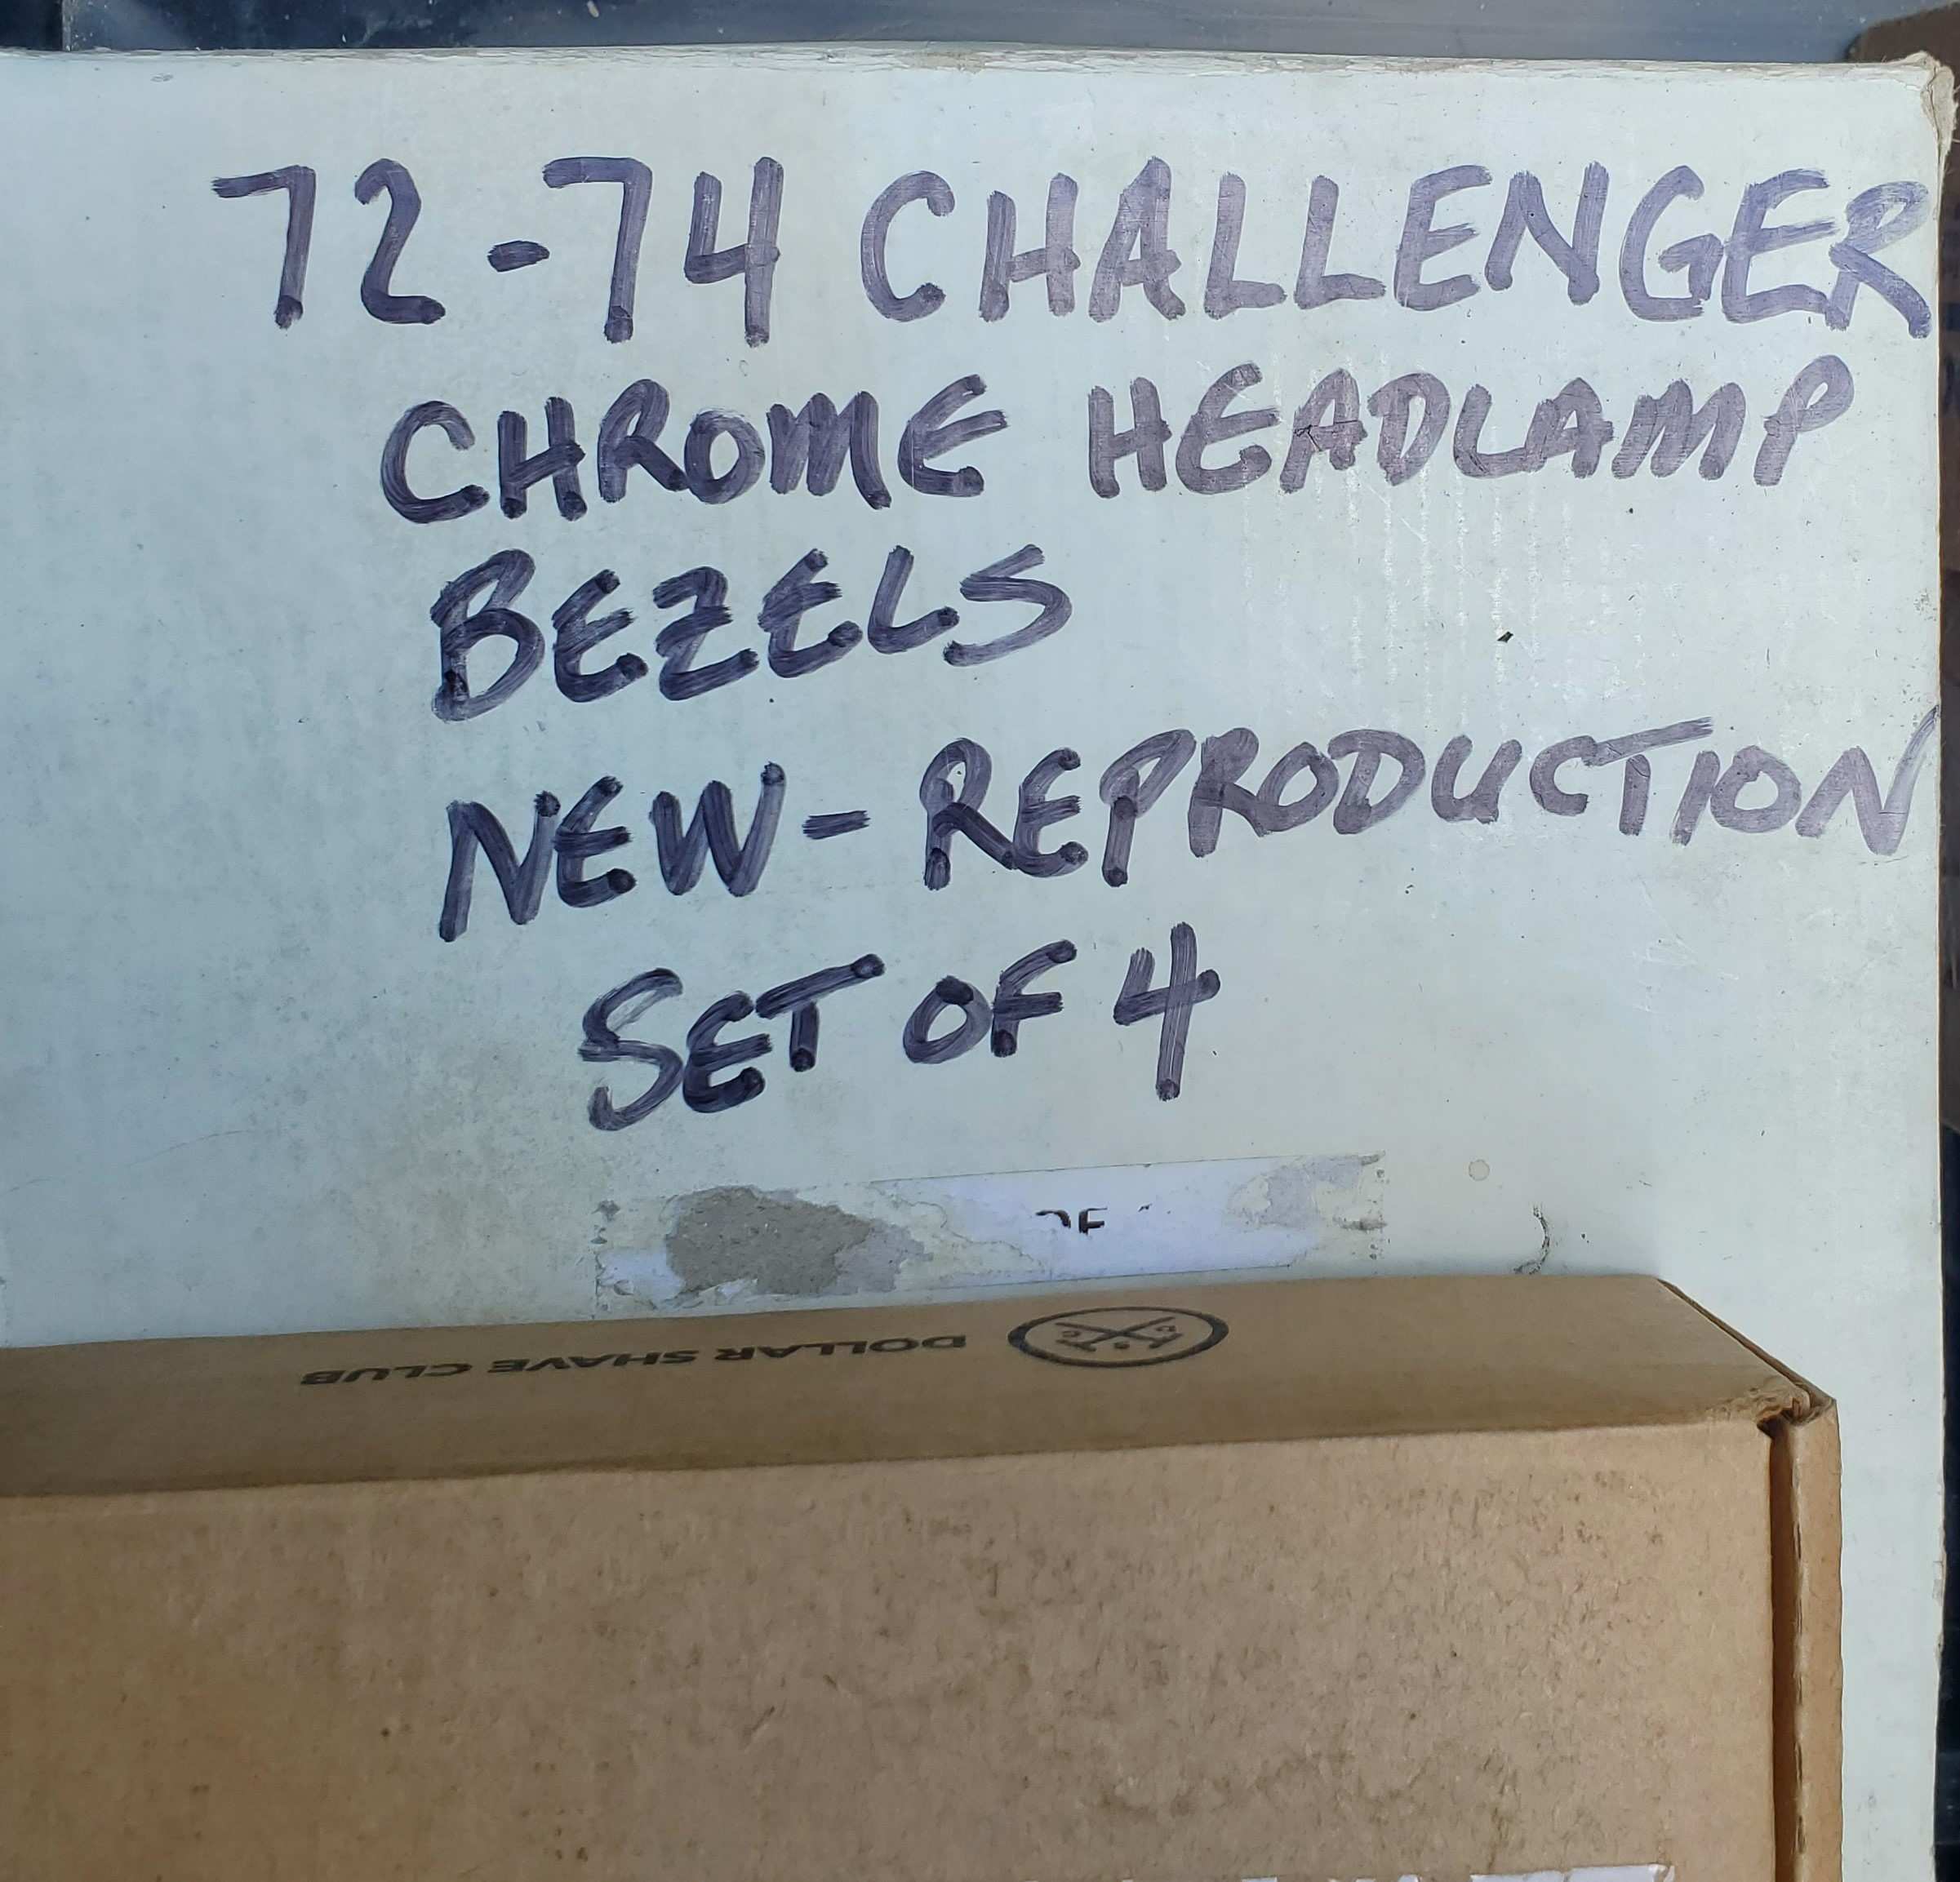 72-74 CHALLENGER
CHROME HEADLAMP
BEZELS
NEW-REPRODUCTION
SET OF 4
DOLLAR SHAVE CLUB